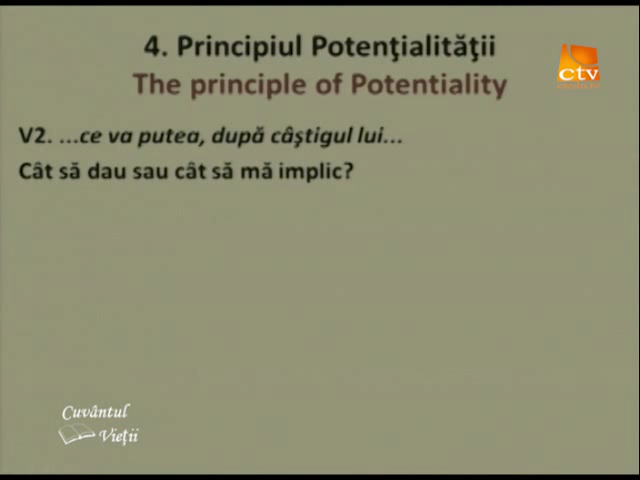 4. Principiul Potenţialităţii
The principle of Potentiality
ctv
V2. ...ce va putea, după câştigul lui...
Cât să dau sau cât să mă implic?
Cuvântul
Vieții